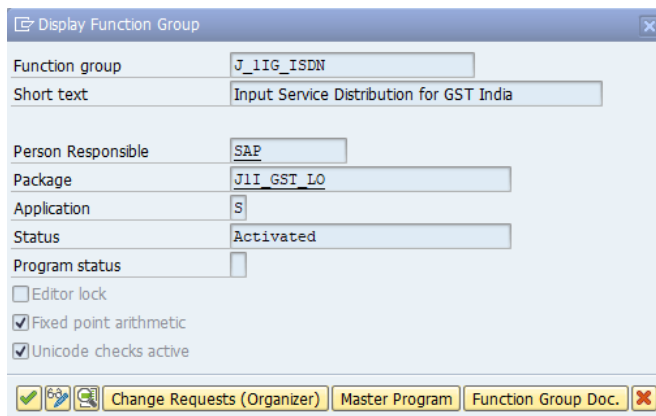 Display Function Group
Function group J_1IG_ISDN
Short text Input Service Distribution for GST India
Person Responsible SAP
Package J1I_GST_LO
Application S
Status Activated
Program status
Editor lock
Fixed point arithmetic
Unicode checks active
Change Requests (Organizer) Master Program Function Group Doc.